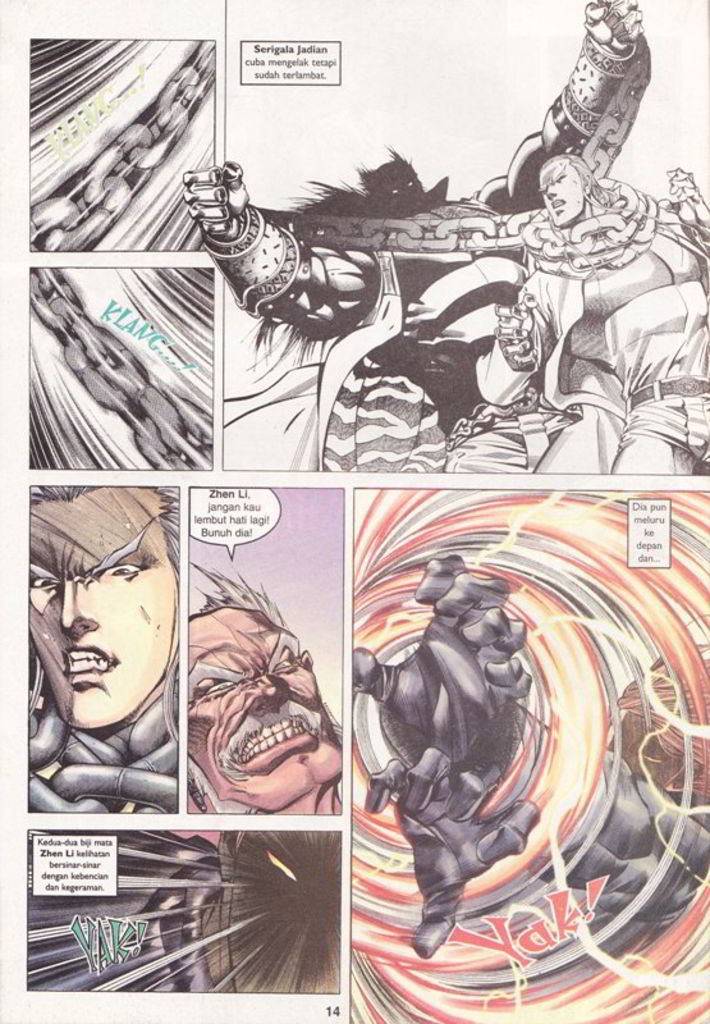 Serigala Jadian
cuba mengelak tetapi
sudah terlambat.
KLANG...!
KLANG...!
Zhen Li,
jangan kau
lembut hati lagi!
Bunuh dia!
Dia pun
meluru
ke
depan
dan...
Kedua-dua biji mata
Zhen Li kelihatan
bersinar-sinar
dengan kebencian
dan kegeraman.
YAK!
Yak!
14